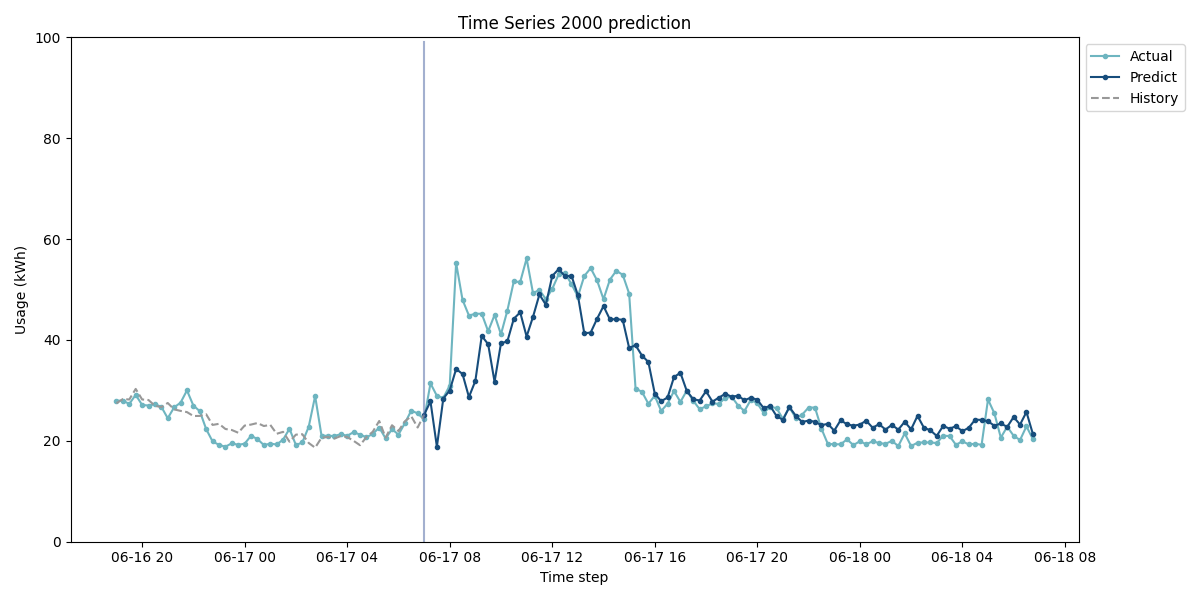 Time Series 2000 prediction
100
80
60
40
20
0
Usage (kWh)
06-16 20
06-17 00
06-17 04
06-17 08
06-17 12
06-17 16
06-17 20
06-18 00
06-18 04
06-18 08
Time step
Actual
Predict
History